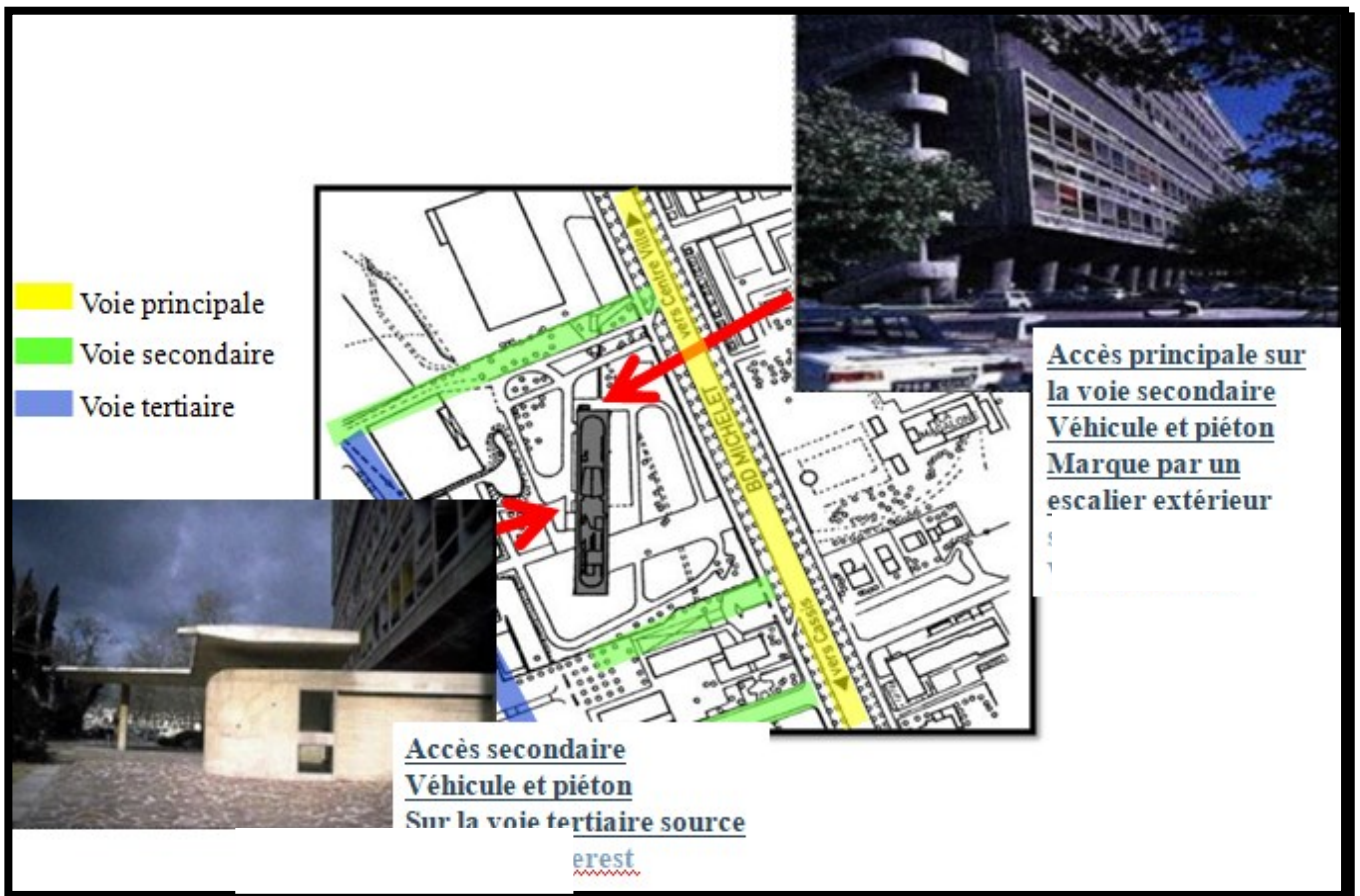 Voie principale
Voie secondaire
Voie tertiaire
vers Centre Ville
BD MICHELET
vers Cassis
MAGALONE
Accès principale sur
la voie secondaire
Véhicule et piéton
Marque par un
escalier extérieur
Accès secondaire
Véhicule et piéton
Sur la voie tertiaire source
erest